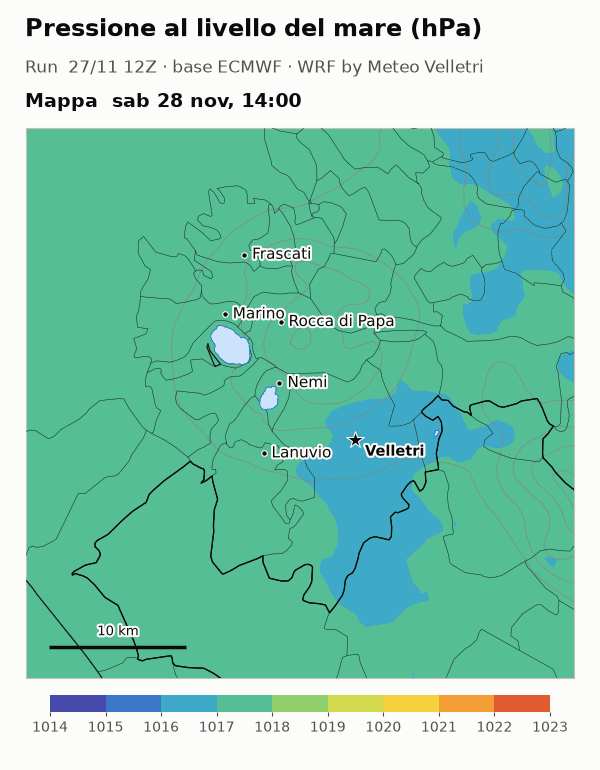 Pressione al livello del mare (hPa)
Run  27/11 12Z · base ECMWF · WRF by Meteo Velletri
Mappa  sab 28 nov, 14:00
Frascati
Marino
Rocca di Papa
Nemi
Velletri
Lanuvio
10 km
1014 1015 1016 1017 1018 1019 1020 1021 1022 1023